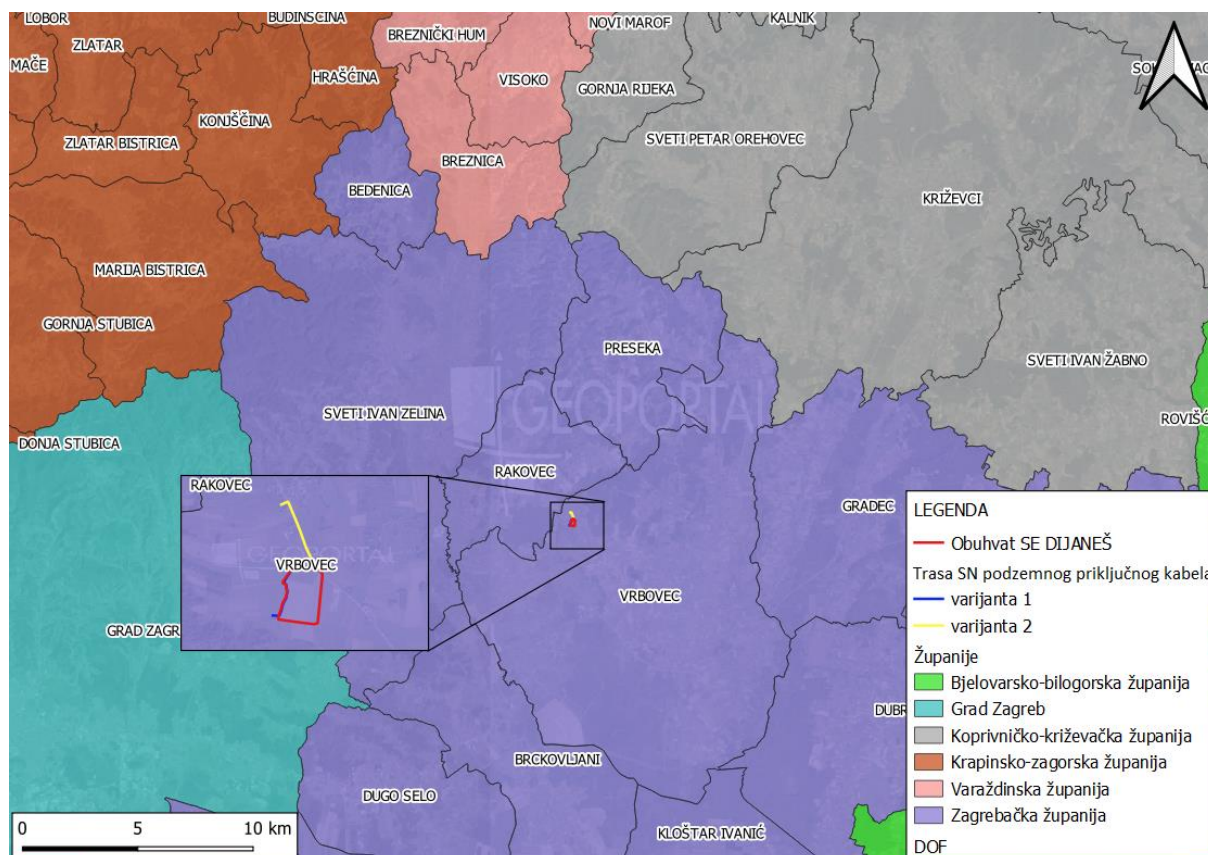 LOBOR
BUDINŠĆINA
NOVI MAROF
KALNIK
ZLATAR
BREZNIČKI HUM
MAČE
HRAŠĆINA
VISOKO
GORNJA RIJEKA
KONJŠČINA
ZLATAR BISTRICA
SVETI PETAR OREHOVEC
BREZNICA
BEDENICA
KRIŽEVCI
MARIJA BISTRICA
GORNJA STUBICA
PRESEKA
SVETI IVAN ŽABNO
GEOPORTAL
SVETI IVAN ZELINA
ROVIŠĆ
DONJA STUBICA
RAKOVEC
RAKOVEC
GRADEC
GEOPORTAL
VRBOVEC
VRBOVEC
GRAD ZAGR
DUBR
BRCKOVLJANI
DUGO SELO
KLOŠTAR IVANIĆ
0 5 10 km
LEGENDA
Obuhvat SE DIJANEŠ
Trasa SN podzemnog priključnog kabela
varijanta 1
varijanta 2
Županije
Bjelovarsko-bilogorska županija
Grad Zagreb
Koprivničko-križevačka županija
Krapinsko-zagorska županija
Varaždinska županija
Zagrebačka županija
DOF